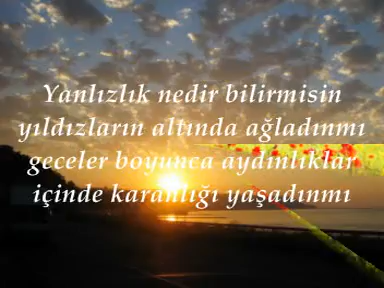 Yanlızlık nedir bilirmisin
yıldızların altında ağladınmı
geceler boyunca aydınlıklar
içinde karanlığı yaşadınmı